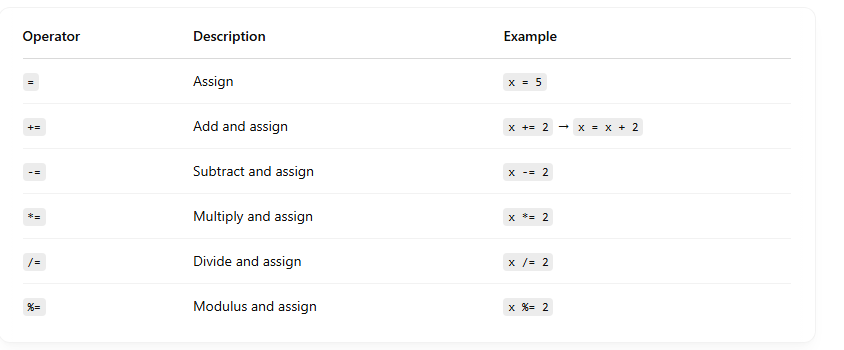 Operator Description Example
= Assign x = 5
+= Add and assign x += 2 → x = x + 2
-= Subtract and assign x -= 2
*= Multiply and assign x *= 2
/= Divide and assign x /= 2
%= Modulus and assign x %= 2